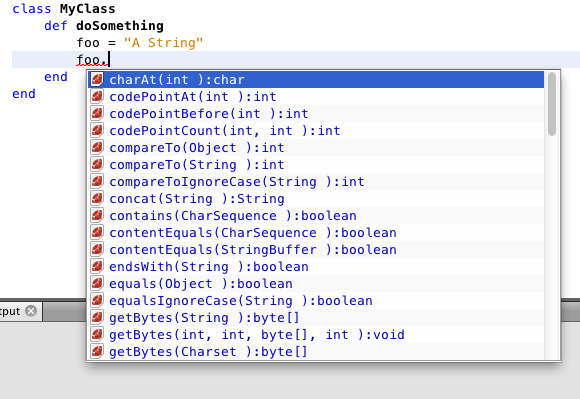 class MyClass
def doSomething
foo = "A String"
foo.
end
end
charAt(int ):char
codePointAt(int ):int
codePointBefore(int ):int
codePointCount(int, int ):int
compareTo(Object ):int
compareTo(String ):int
compareToIgnoreCase(String ):int
concat(String ):String
contains(CharSequence ):boolean
contentEquals(CharSequence ):boolean
contentEquals(StringBuffer ):boolean
endsWith(String ):boolean
equals(Object ):boolean
equalsIgnoreCase(String ):boolean
getBytes(String ):byte[]
getBytes(int, int, byte[], int ):void
getBytes(Charset ):byte[]
tput